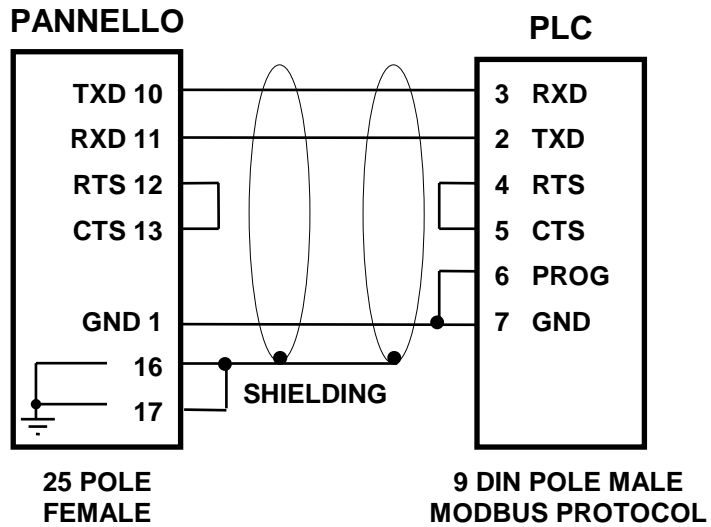 PANNELLO
PLC
TXD 10
3 RXD
RXD 11
2 TXD
RTS 12
4 RTS
CTS 13
5 CTS
6 PROG
GND 1
7 GND
16
SHIELDING
17
25 POLE
FEMALE
9 DIN POLE MALE
MODBUS PROTOCOL